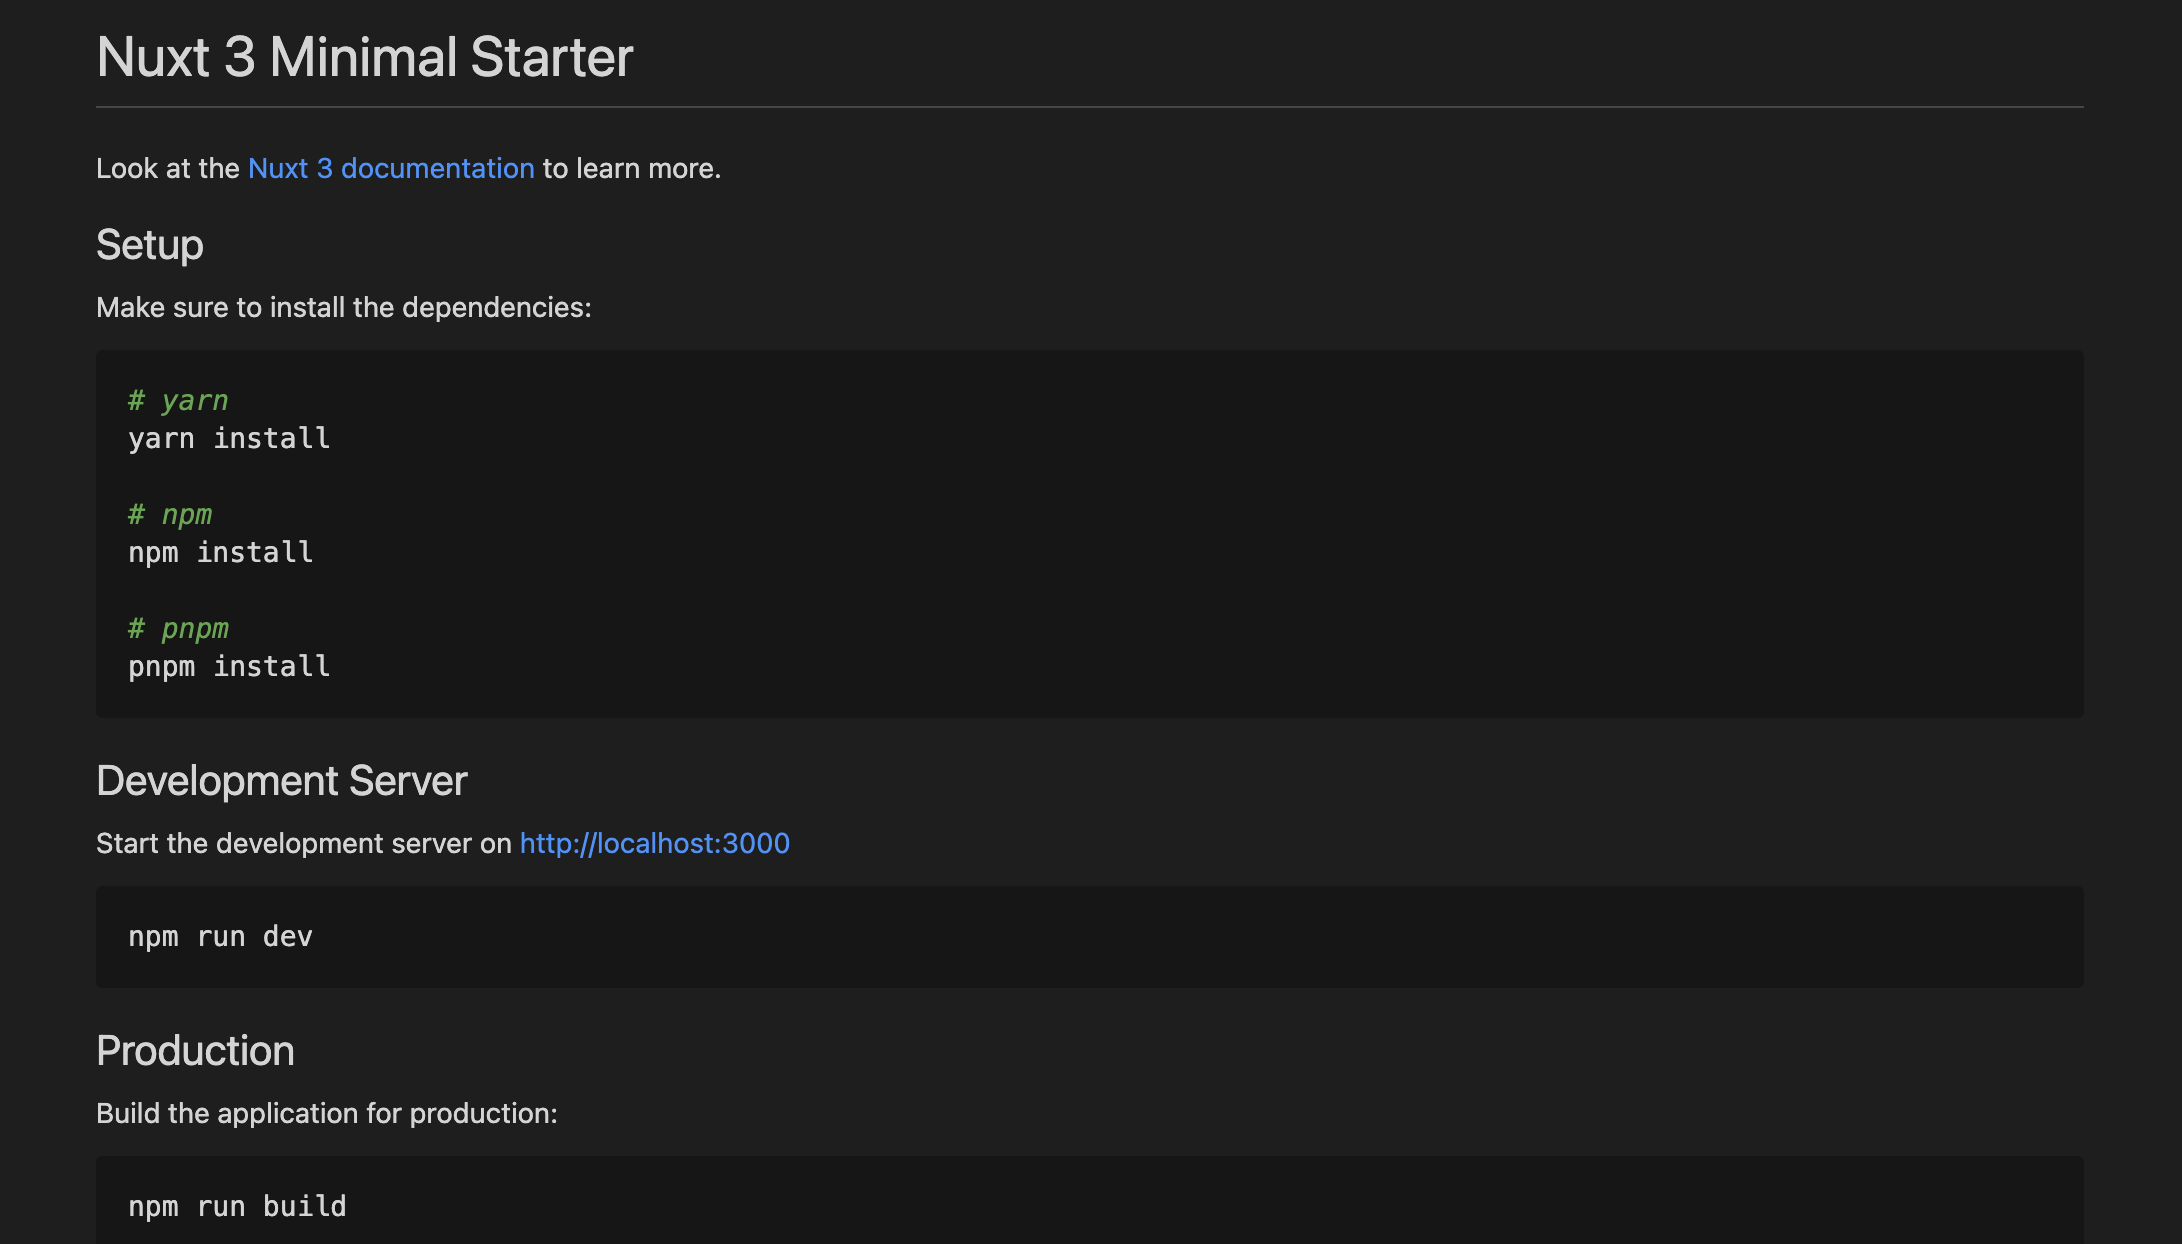 Nuxt 3 Minimal Starter
Look at the Nuxt 3 documentation to learn more.
Setup
Make sure to install the dependencies:
# yarn
yarn install
# npm
npm install
# pnpm
pnpm install
Development Server
Start the development server on http://localhost:3000
npm run dev
Production
Build the application for production:
npm run build